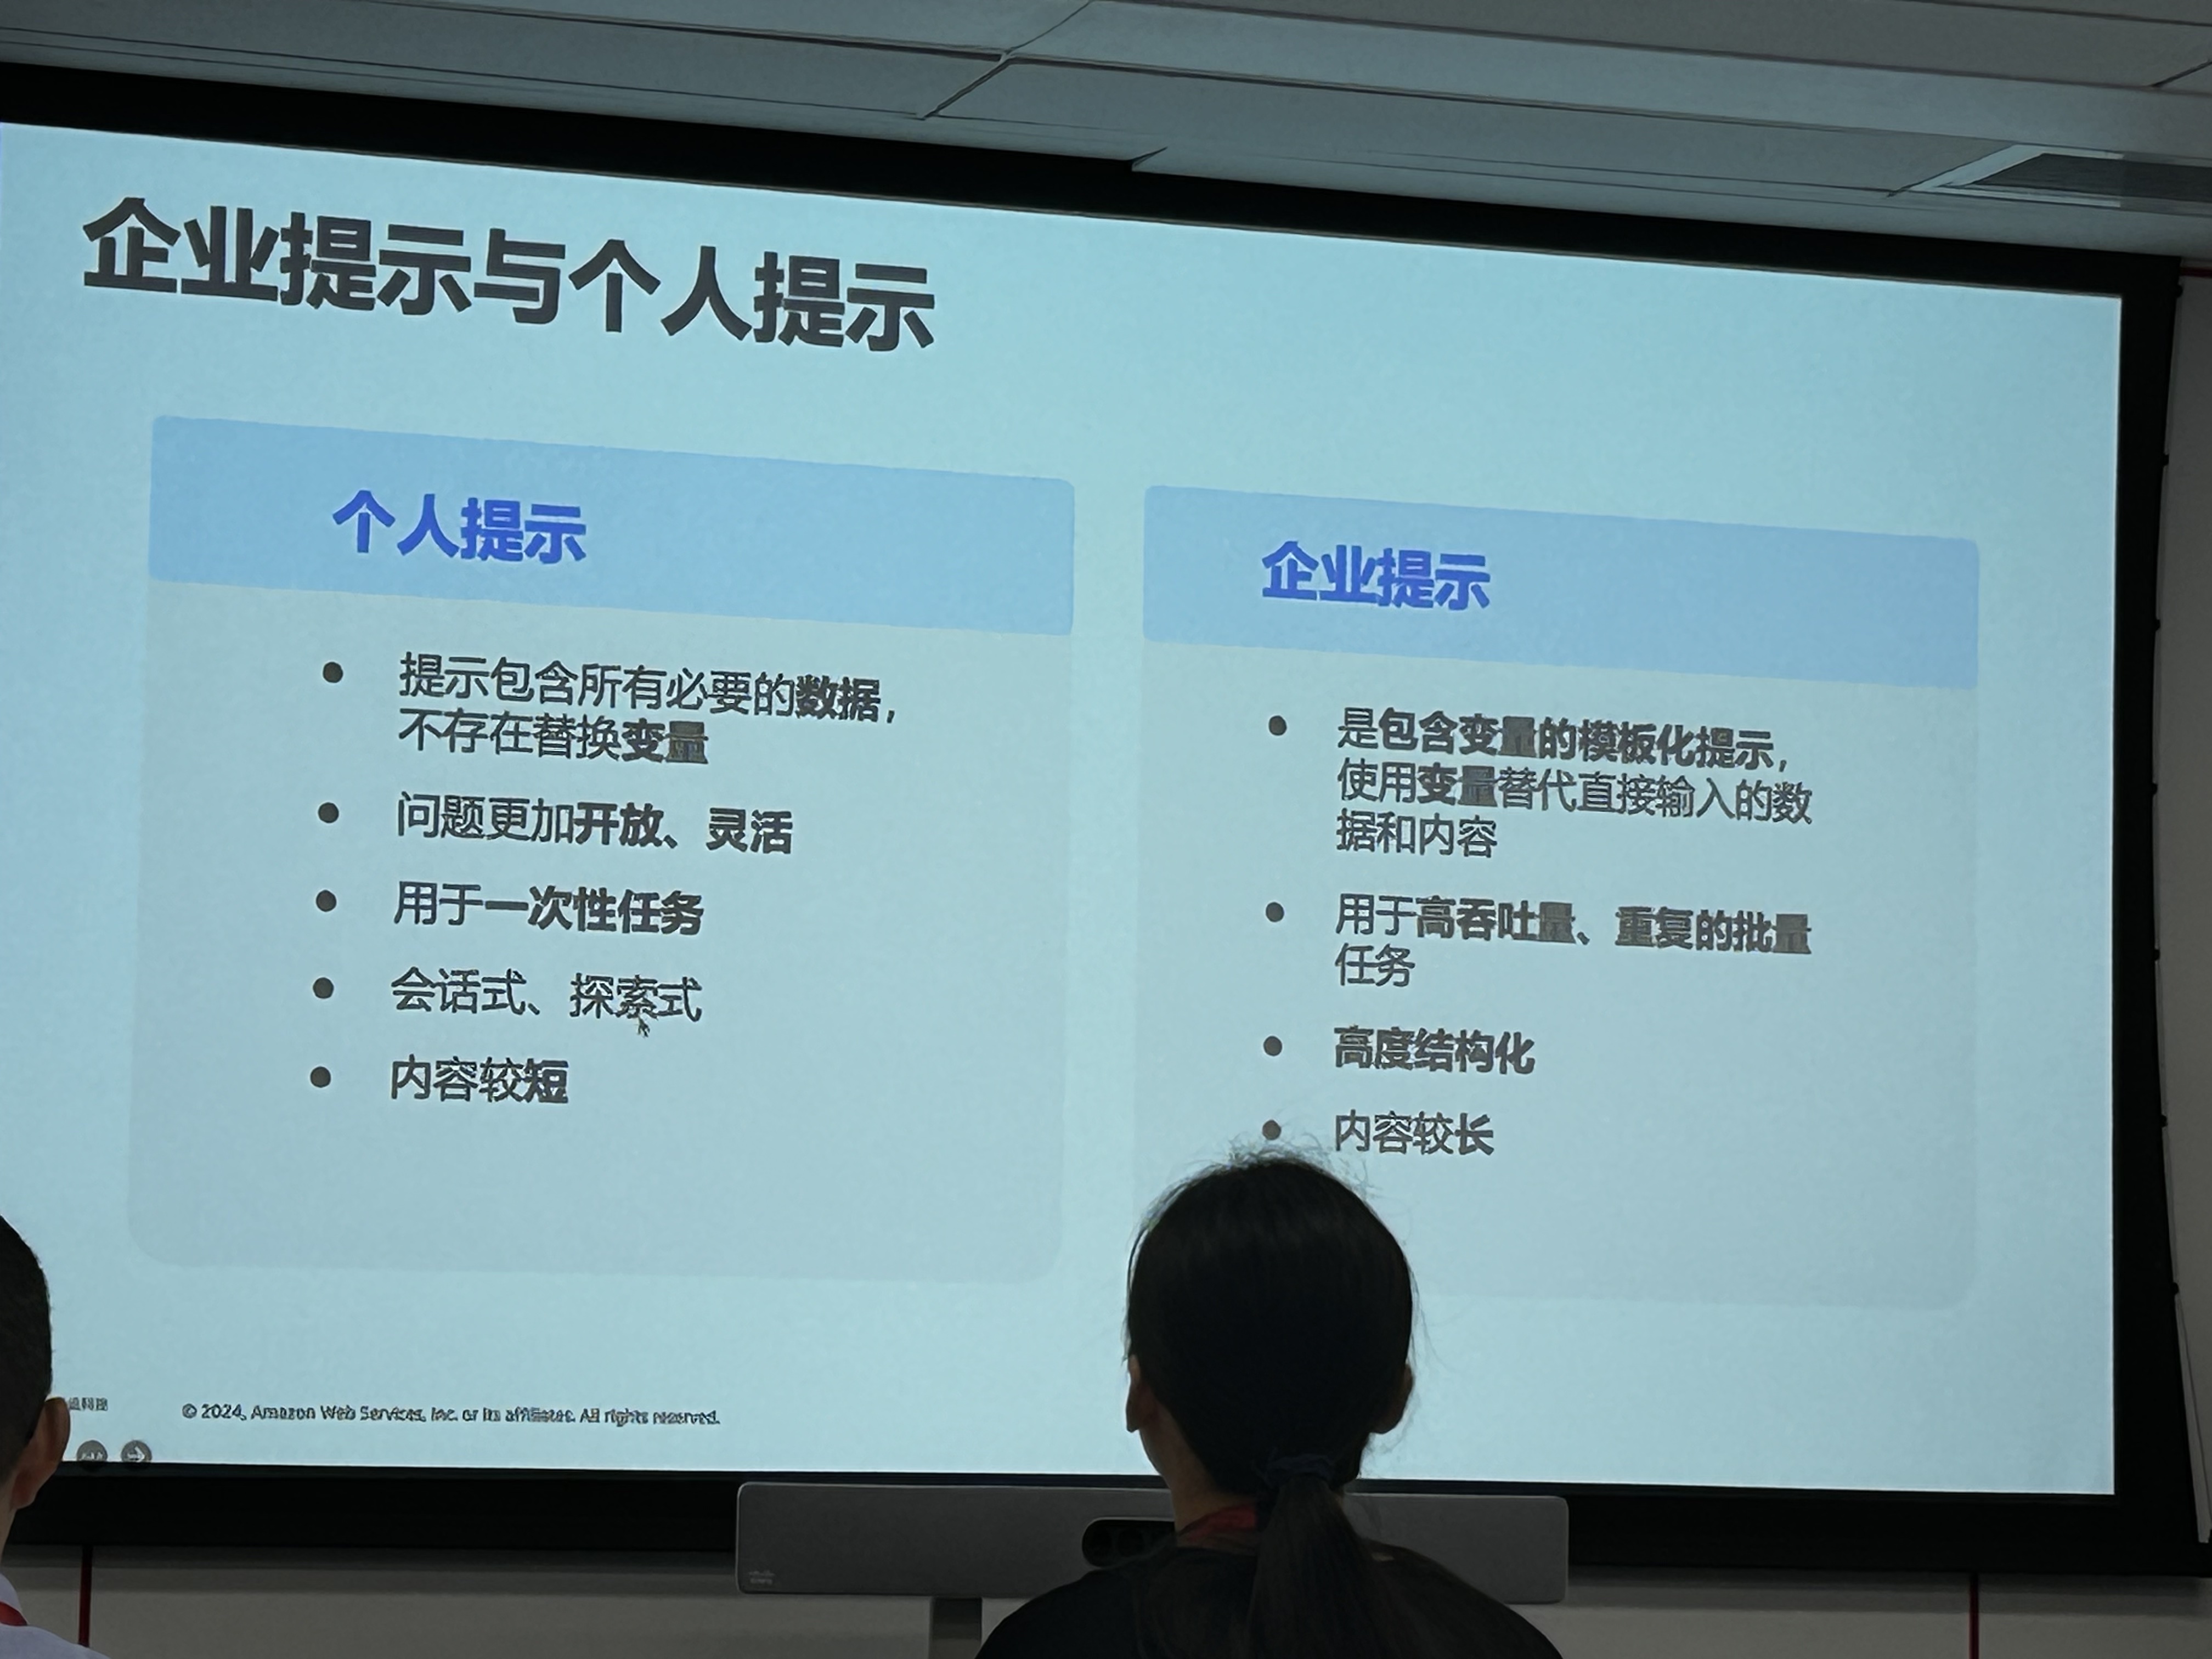 企业提示与个人提示
个人提示
提示包含所有必要的数据，
不存在替换变量
问题更加开放、灵活
用于一次性任务
会话式、探索式
内容较短
企业提示
是包含变量的模板化提示，
使用变量替代直接输入的数
据和内容
用于高吞吐量、重复的批量
任务
高度结构化
内容较长
© 2024, Amazon Web Services, Inc. or its affiliates. All rights reserved.